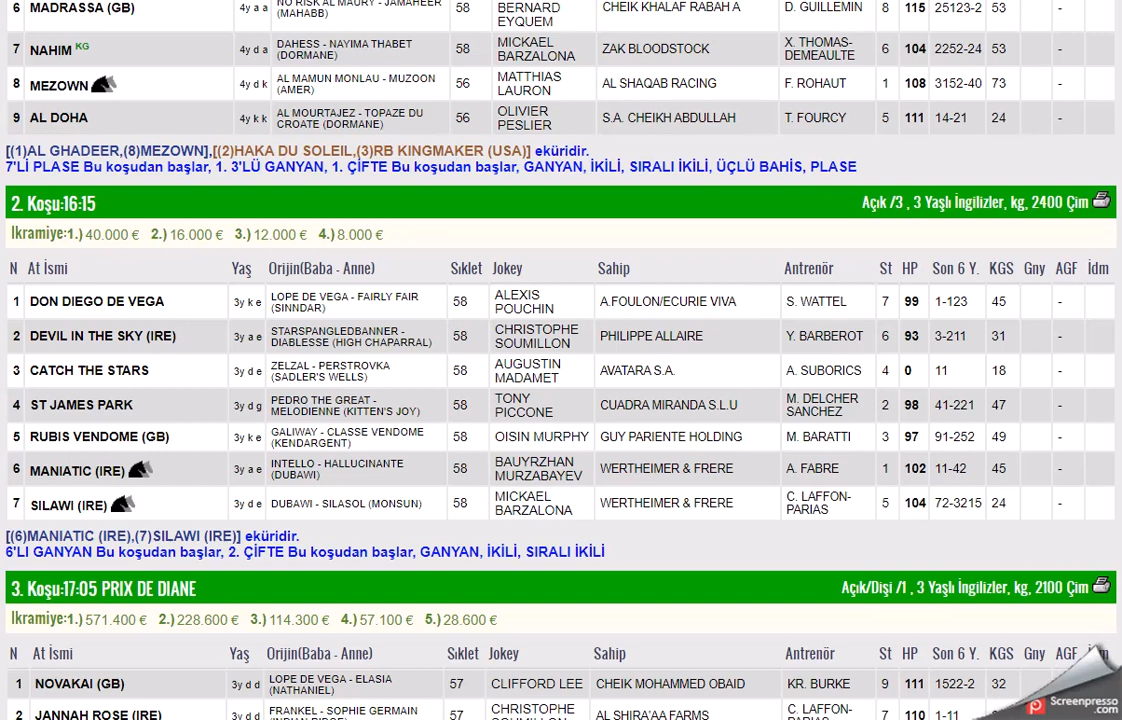 6 MADRASSA (GB) 4y a a NO RISK AL MAURY - JAMAHEER (MAHABB) 58 BERNARD EYQUEM CHEIK KHALAF RABAH A D. GUILLEMIN 8 115 25123-2 53 -
7 NAHIM KG 4y d a DAHESS - NAYIMA THABET (DORMANE) 58 MICKAEL BARZALONA ZAK BLOODSTOCK X. THOMAS-DEMEAULTE 6 104 2252-24 53 -
8 MEZOWN 4y d k AL MAMUN MONLAU - MUZOON (AMER) 56 MATTHIAS LAURON AL SHAQAB RACING F. ROHAUT 1 108 3152-40 73 -
9 AL DOHA 4y k k AL MOURTAJEZ - TOPAZE DU CROATE (DORMANE) 56 OLIVIER PESLIER S.A. CHEIKH ABDULLAH T. FOURCY 5 111 14-21 24 -
[(1)AL GHADEER,(8)MEZOWN],[(2)HAKA DU SOLEIL,(3)RB KINGMAKER (USA)] eküridir.
7'Lİ PLASE Bu koşudan başlar, 1. 3'LÜ GANYAN, 1. ÇİFTE Bu koşudan başlar, GANYAN, İKİLİ, SIRALI İKİLİ, ÜÇLÜ BAHİS, PLASE
2. Koşu:16:15 Açık /3 , 3 Yaşlı İngilizler, kg, 2400 Çim
İkramiye:1.) 40.000 € 2.) 16.000 € 3.) 12.000 € 4.) 8.000 €
N At İsmi Yaş Orijin(Baba - Anne) Sıklet Jokey Sahip Antrenör St HP Son 6 Y. KGS Gny AGF İdm
1 DON DIEGO DE VEGA 3y k e LOPE DE VEGA - FAIRLY FAIR (SINNDAR) 58 ALEXIS POUCHIN A.FOULON/ECURIE VIVA S. WATTEL 7 99 1-123 45 -
2 DEVIL IN THE SKY (IRE) 3y a e STARSPANGLEDBANNER - DIABLESSE (HIGH CHAPARRAL) 58 CHRISTOPHE SOUMILLON PHILIPPE ALLAIRE Y. BARBEROT 6 93 3-211 31 -
3 CATCH THE STARS 3y d e ZELZAL - PERSTROVKA (SADLER'S WELLS) 58 AUGUSTIN MADAMET AVATARA S.A. A. SUBORICS 4 0 11 18 -
4 ST JAMES PARK 3y d g PEDRO THE GREAT - MELODIENNE (KITTEN'S JOY) 58 TONY PICCONE CUADRA MIRANDA S.L.U M. DELCHER SANCHEZ 2 98 41-221 47 -
5 RUBIS VENDOME (GB) 3y k e GALIWAY - CLASSE VENDOME (KENDARGENT) 58 OISIN MURPHY GUY PARIENTE HOLDING M. BARATTI 3 97 91-252 49 -
6 MANIATIC (IRE) 3y a e INTELLO - HALLUCINANTE (DUBAWI) 58 BAUYRZHAN MURZABAYEV WERTHEIMER & FRERE A. FABRE 1 102 11-42 45 -
7 SILAWI (IRE) 3y d e DUBAWI - SILASOL (MONSUN) 58 MICKAEL BARZALONA WERTHEIMER & FRERE C. LAFFON-PARIAS 5 104 72-3215 24 -
[(6)MANIATIC (IRE),(7)SILAWI (IRE)] eküridir.
6'LI GANYAN Bu koşudan başlar, 2. ÇİFTE Bu koşudan başlar, GANYAN, İKİLİ, SIRALI İKİLİ
3. Koşu:17:05 PRIX DE DIANE Açık/Dişi /1 , 3 Yaşlı İngilizler, kg, 2100 Çim
İkramiye:1.) 571.400 € 2.) 228.600 € 3.) 114.300 € 4.) 57.100 € 5.) 28.600 €
N At İsmi Yaş Orijin(Baba - Anne) Sıklet Jokey Sahip Antrenör St HP Son 6 Y. KGS Gny AGF
1 NOVAKAI (GB) 3y d d LOPE DE VEGA - ELASIA (NATHANIEL) 57 CLIFFORD LEE CHEIK MOHAMMED OBAID KR. BURKE 9 111 1522-2 32
2 JANNAH ROSE (IRE) 3y d d FRANKEL - SOPHIE GERMAIN 57 CHRISTOPHE SOUMILLON AL SHIRA'AA FARMS C. LAFFON-PARIAS 7 110 1-11
Screenpresso.com